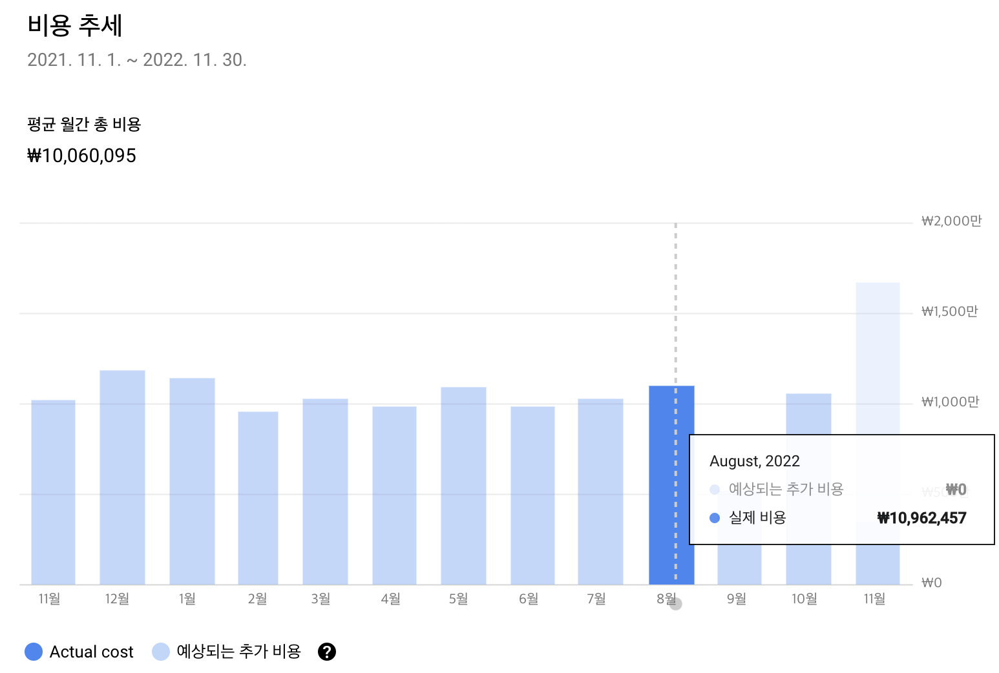 비용 추세
2021. 11. 1. ~ 2022. 11. 30.
평균 월간 총 비용
₩10,060,095
₩2,000만
₩1,500만
₩1,000만
₩500만
₩0
August, 2022
예상되는 추가 비용 ₩0
실제 비용 ₩10,962,457
11월 12월 1월 2월 3월 4월 5월 6월 7월 8월 9월 10월 11월
Actual cost 예상되는 추가 비용 ?